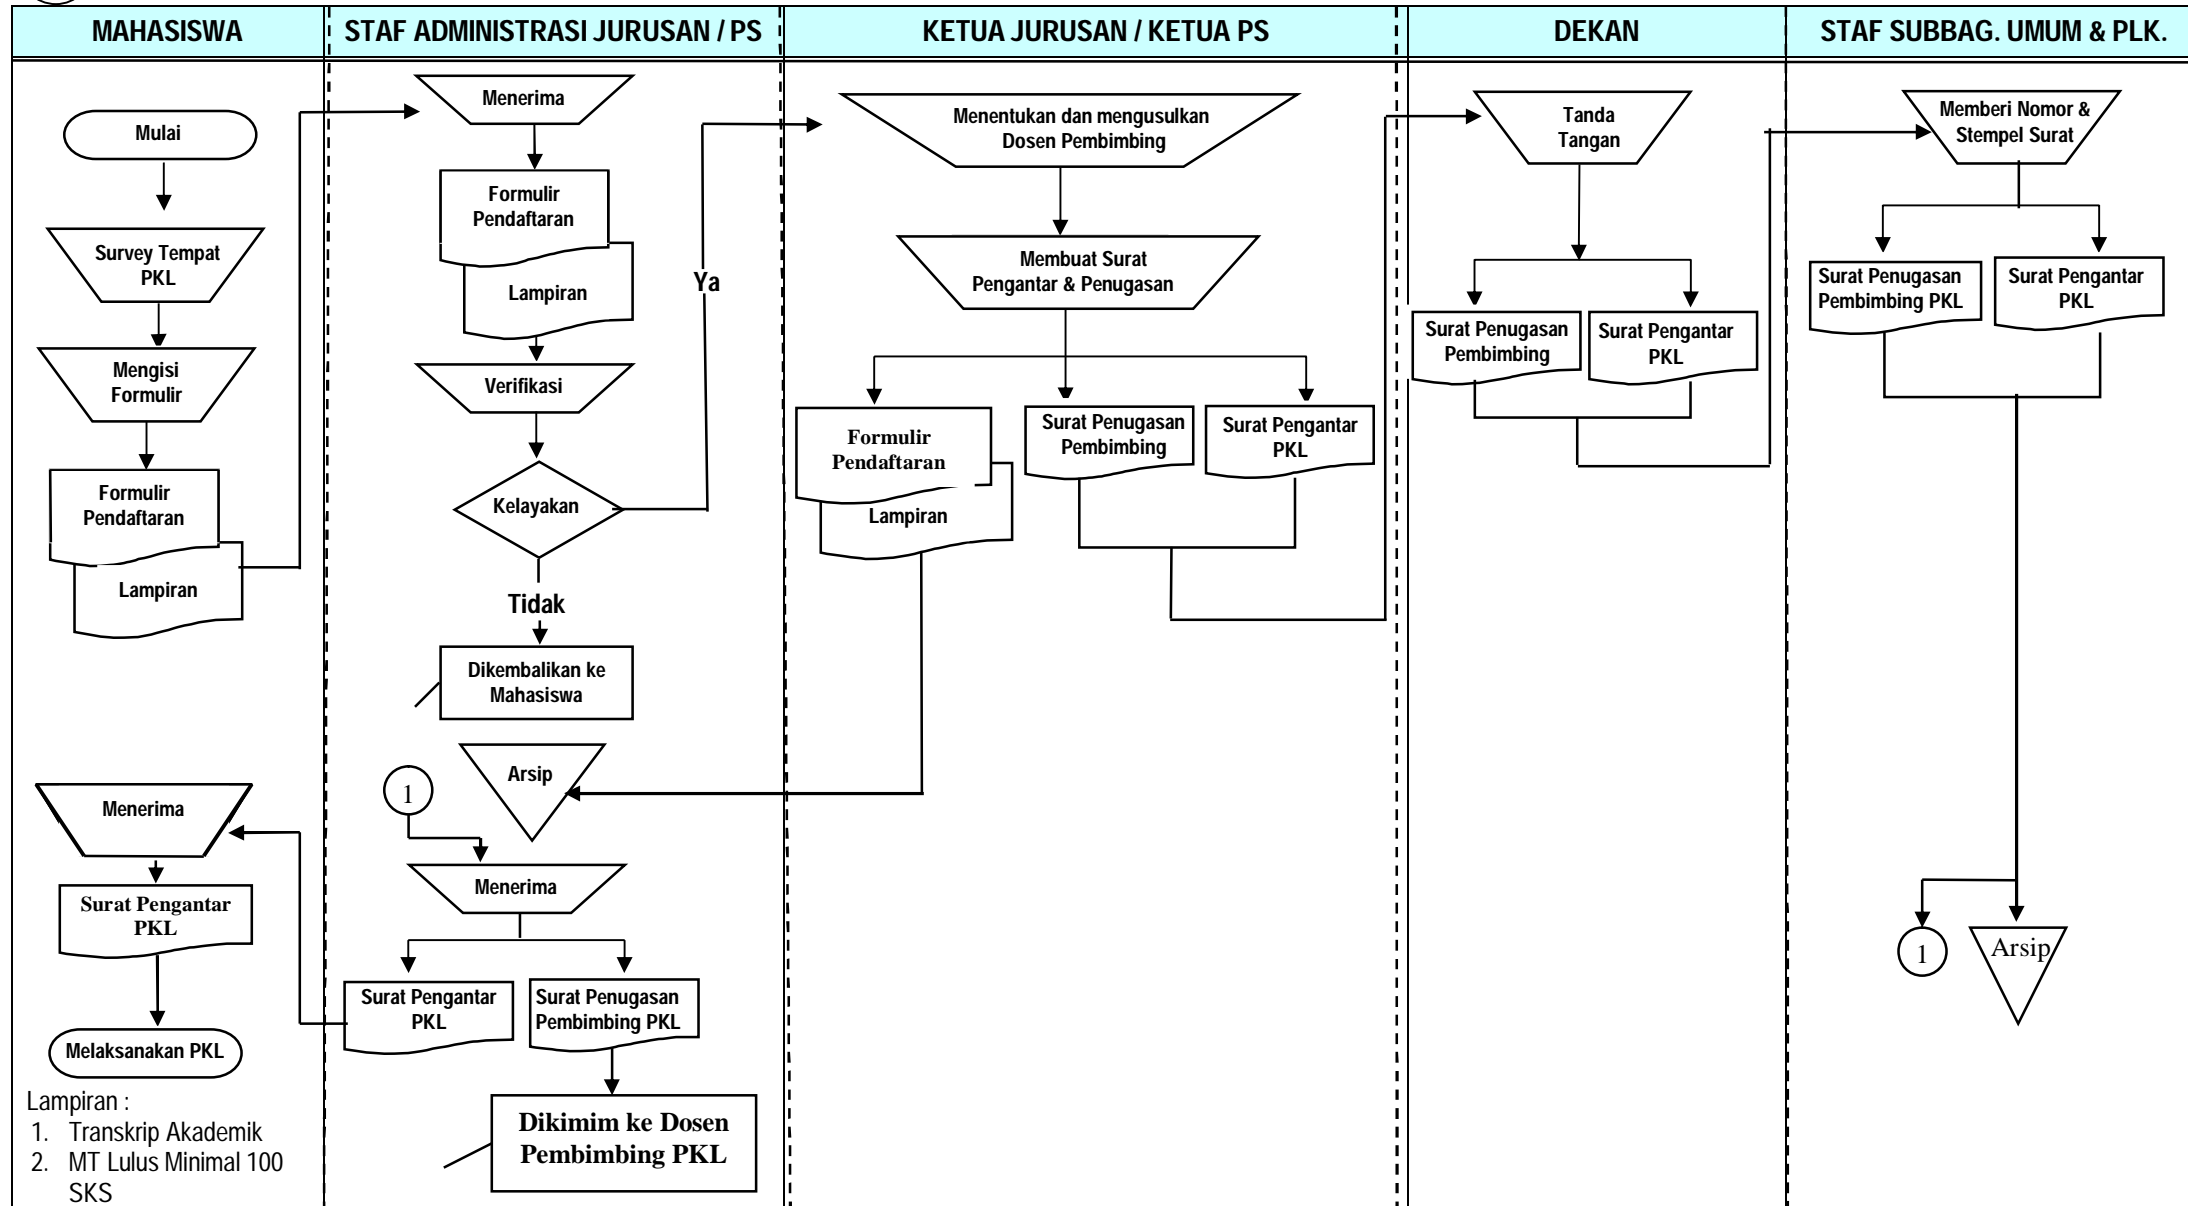 MAHASISWA
STAF ADMINISTRASI JURUSAN / PS
KETUA JURUSAN / KETUA PS
DEKAN
STAF SUBBAG. UMUM & PLK.
Mulai
Survey Tempat
PKL
Mengisi
Formulir
Formulir
Pendaftaran
Lampiran
Menerima
Surat Pengantar
PKL
Melaksanakan PKL
Lampiran :
1. Transkrip Akademik
2. MT Lulus Minimal 100
SKS
Menerima
Formulir
Pendaftaran
Lampiran
Verifikasi
Kelayakan
Ya
Tidak
Dikembalikan ke
Mahasiswa
Arsip
1
Menerima
Surat Pengantar
PKL
Surat Penugasan
Pembimbing PKL
Dikimim ke Dosen
Pembimbing PKL
Menentukan dan mengusulkan
Dosen Pembimbing
Membuat Surat
Pengantar & Penugasan
Formulir
Pendaftaran
Lampiran
Surat Penugasan
Pembimbing
Surat Pengantar
PKL
Tanda
Tangan
Surat Penugasan
Pembimbing
Surat Pengantar
PKL
Memberi Nomor &
Stempel Surat
Surat Penugasan
Pembimbing PKL
Surat Pengantar
PKL
1
Arsip